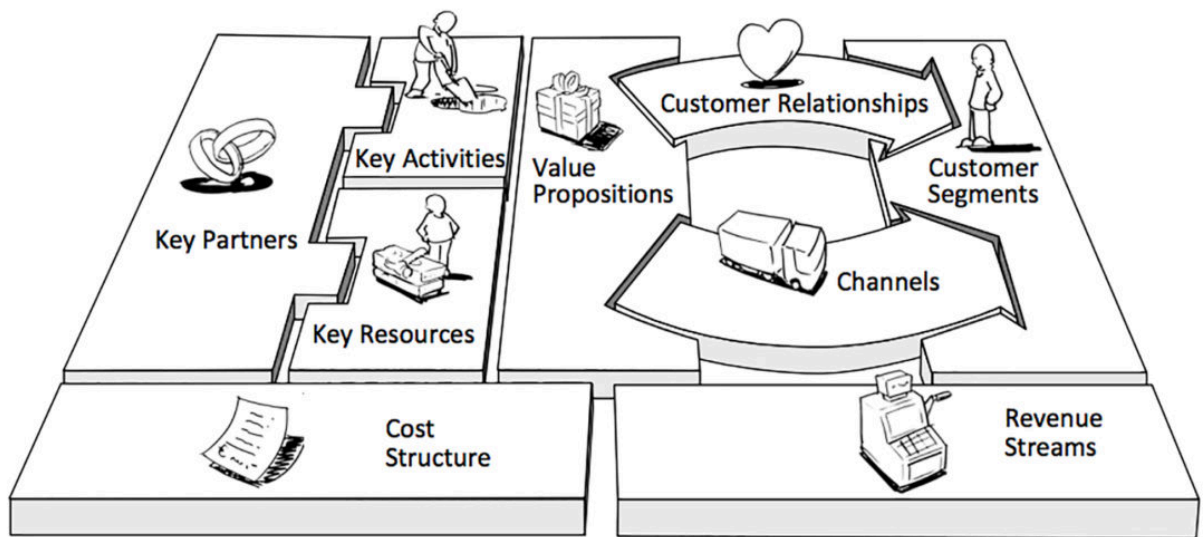 Key Partners
Key Activities
Key Resources
Value
Propositions
Customer Relationships
Channels
Customer
Segments
Cost
Structure
Revenue
Streams